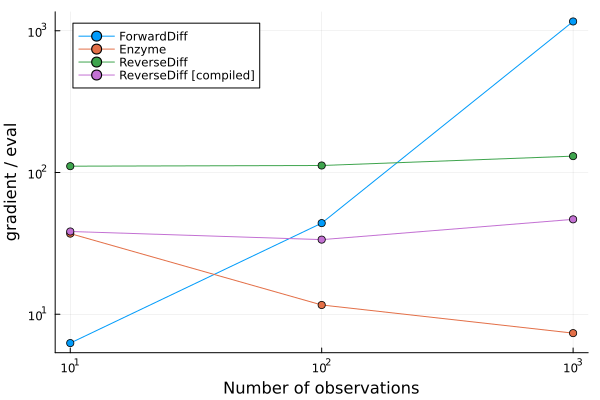 10³
ForwardDiff
Enzyme
ReverseDiff
ReverseDiff [compiled]
10²
gradient / eval
10¹
10¹ 10² 10³
Number of observations